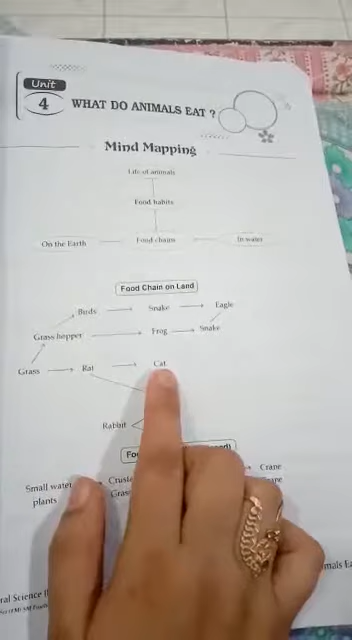 Unit
4 WHAT DO ANIMALS EAT ?
Mind Mapping
Life of animals
Food habits
On the Earth Food chains In water
Food Chain on Land
Birds Snake Eagle
Grass hopper Frog Snake
Grass Rat Cat
Rabbit
Crane
Small water
plants